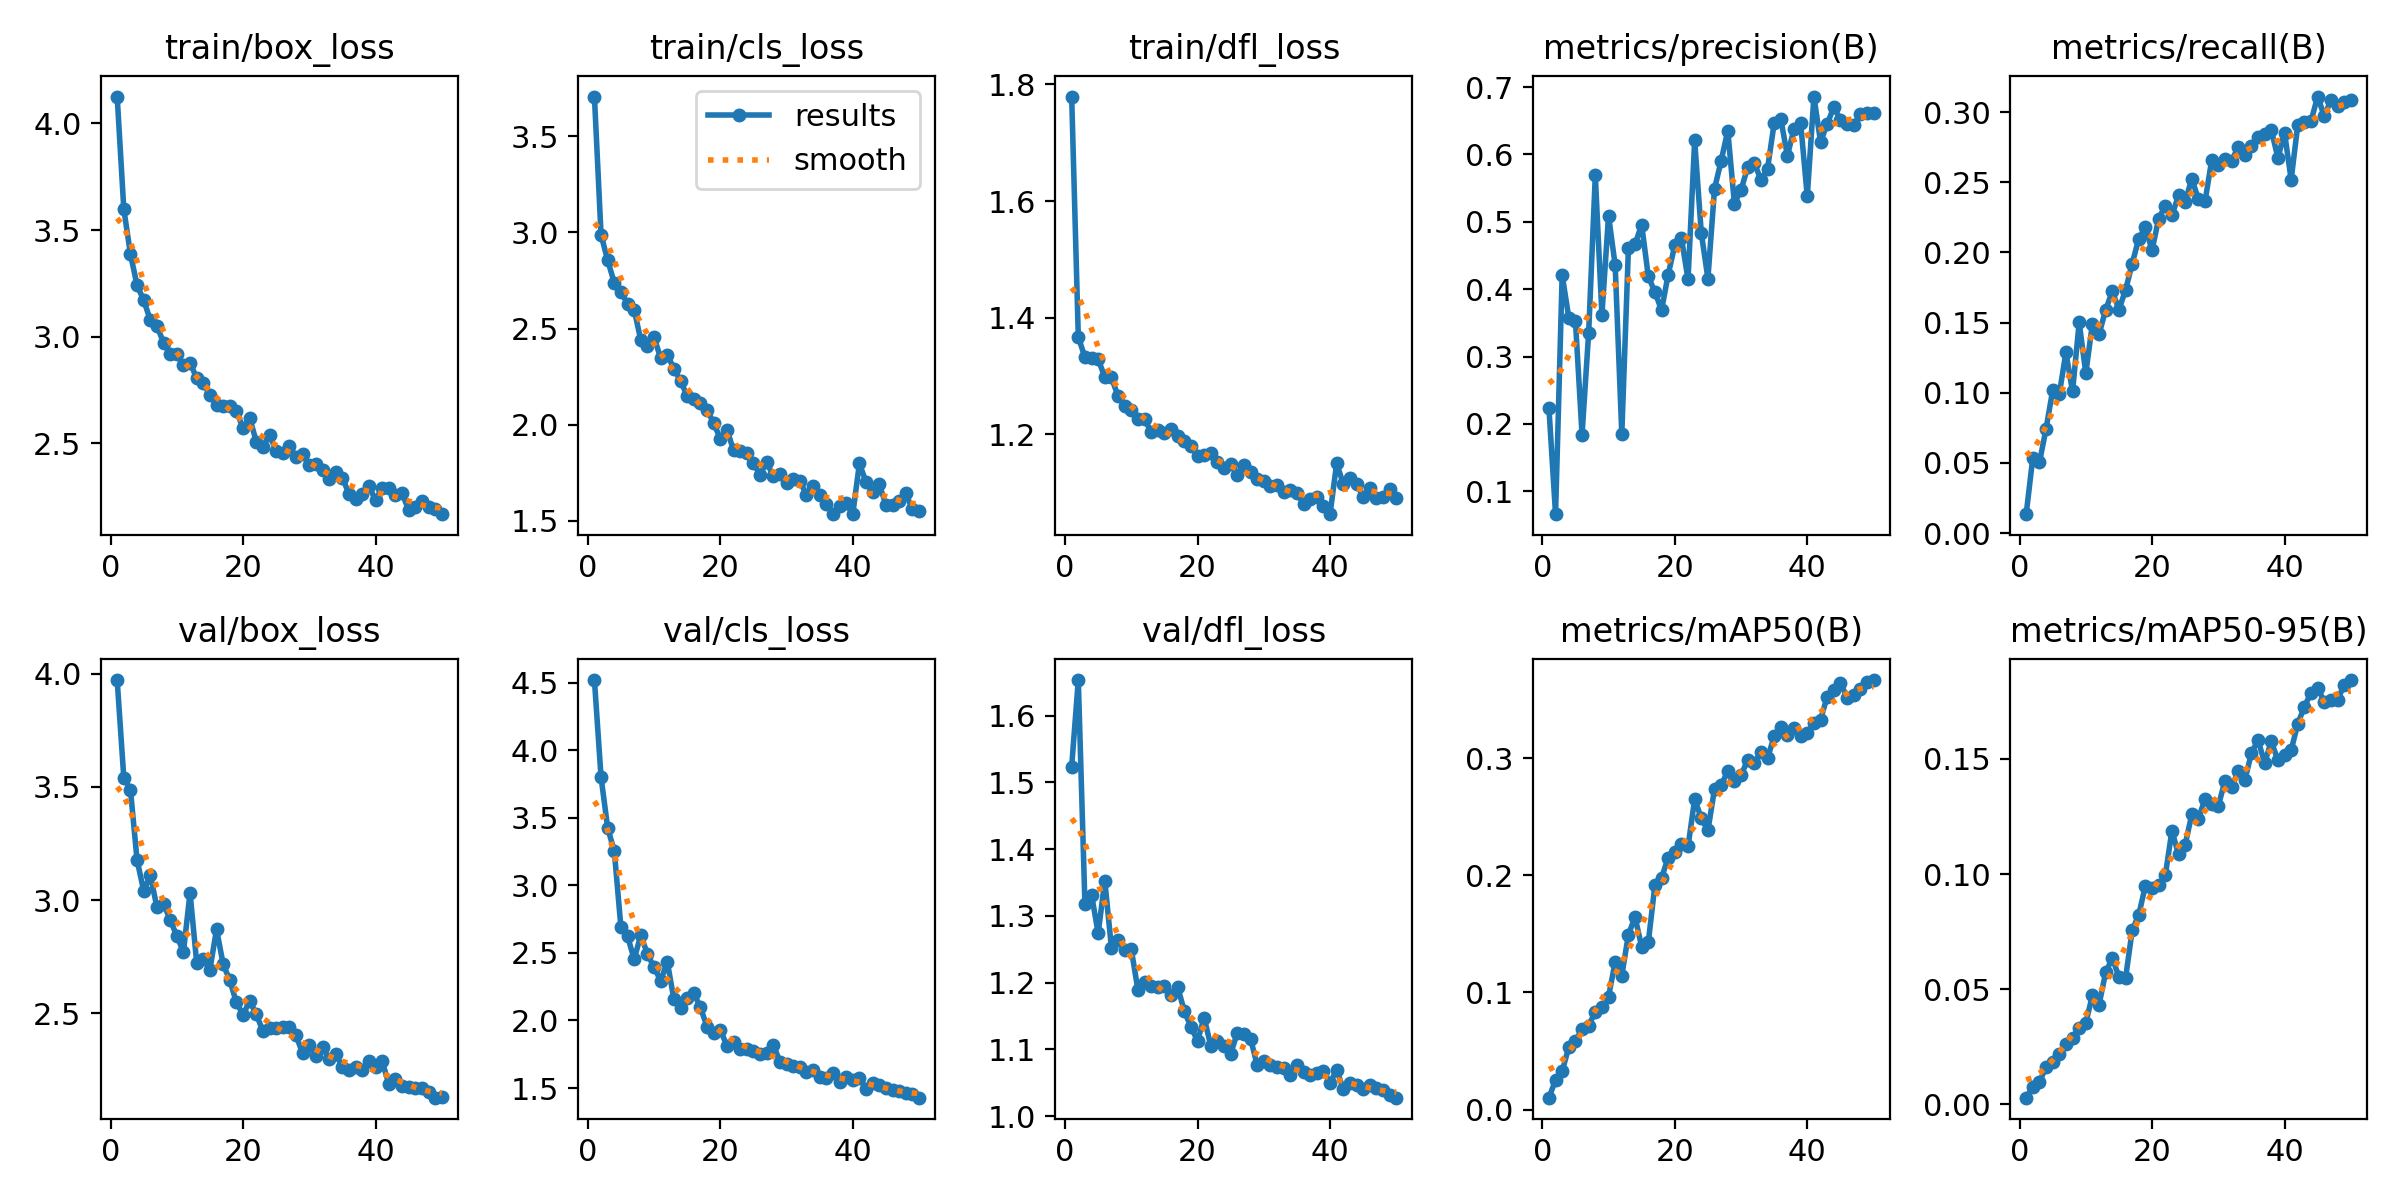 train/box_loss
4.0
3.5
3.0
2.5
0 20 40
train/cls_loss
results
smooth
3.5
3.0
2.5
2.0
1.5
0 20 40
train/dfl_loss
1.8
1.6
1.4
1.2
0 20 40
metrics/precision(B)
0.7
0.6
0.5
0.4
0.3
0.2
0.1
0 20 40
metrics/recall(B)
0.30
0.25
0.20
0.15
0.10
0.05
0.00
0 20 40
val/box_loss
4.0
3.5
3.0
2.5
0 20 40
val/cls_loss
4.5
4.0
3.5
3.0
2.5
2.0
1.5
0 20 40
val/dfl_loss
1.6
1.5
1.4
1.3
1.2
1.1
1.0
0 20 40
metrics/mAP50(B)
0.3
0.2
0.1
0.0
0 20 40
metrics/mAP50-95(B)
0.15
0.10
0.05
0.00
0 20 40